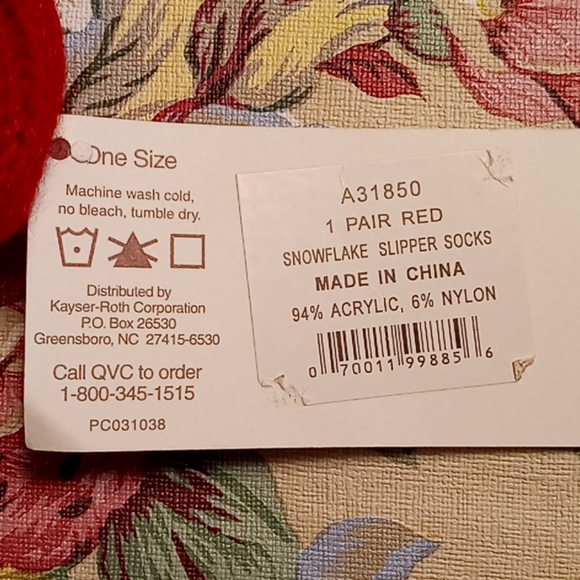 One Size
Machine wash cold,
no bleach, tumble dry.
Distributed by
Kayser-Roth Corporation
P.O. Box 26530
Greensboro, NC 27415-6530
Call QVC to order
1-800-345-1515
PC031038
A31850
1 PAIR RED
SNOWFLAKE SLIPPER SOCKS
MADE IN CHINA
94% ACRYLIC, 6% NYLON
0 70011 99885 6